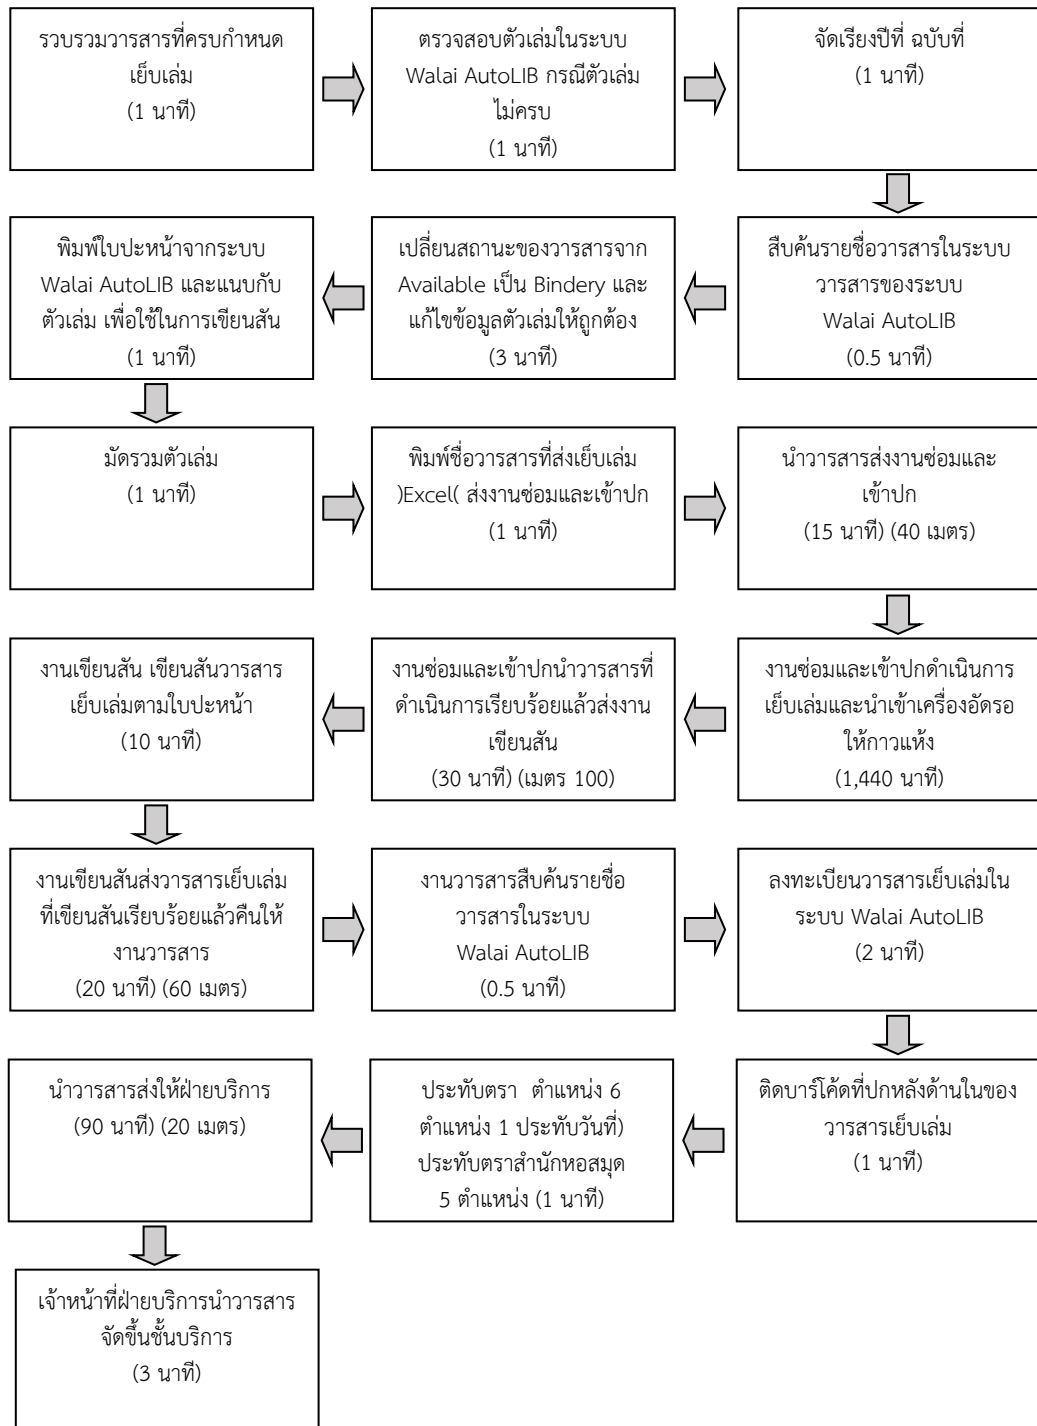 รวบรวมวารสารที่ครบกำหนด
เย็บเล่ม
(1 นาที)
ตรวจสอบตัวเล่มในระบบ
Walai AutoLIB กรณีตัวเล่ม
ไม่ครบ
(1 นาที)
จัดเรียงปีที่ ฉบับที่
(1 นาที)
สืบค้นรายชื่อวารสารในระบบ
วารสารของระบบ
Walai AutoLIB
(0.5 นาที)
เปลี่ยนสถานะของวารสารจาก
Available เป็น Bindery และ
แก้ไขข้อมูลตัวเล่มให้ถูกต้อง
(3 นาที)
พิมพ์ใบปะหน้าจากระบบ
Walai AutoLIB และแนบกับ
ตัวเล่ม เพื่อใช้ในการเขียนสัน
(1 นาที)
มัดรวมตัวเล่ม
(1 นาที)
พิมพ์ชื่อวารสารที่ส่งเย็บเล่ม
)Excel( ส่งงานซ่อมและเข้าปก
(1 นาที)
นำวารสารส่งงานซ่อมและ
เข้าปก
(15 นาที) (40 เมตร)
งานซ่อมและเข้าปกดำเนินการ
เย็บเล่มและนำเข้าเครื่องอัดรอ
ให้กาวแห้ง
(1,440 นาที)
งานซ่อมและเข้าปกนำวารสารที่
ดำเนินการเรียบร้อยแล้วส่งงาน
เขียนสัน
(30 นาที) (เมตร 100)
งานเขียนสัน เขียนสันวารสาร
เย็บเล่มตามใบปะหน้า
(10 นาที)
งานเขียนสันส่งวารสารเย็บเล่ม
ที่เขียนสันเรียบร้อยแล้วคืนให้
งานวารสาร
(20 นาที) (60 เมตร)
งานวารสารสืบค้นรายชื่อ
วารสารในระบบ
Walai AutoLIB
(0.5 นาที)
ลงทะเบียนวารสารเย็บเล่มใน
ระบบ Walai AutoLIB
(2 นาที)
ติดบาร์โค้ดที่ปกหลังด้านในของ
วารสารเย็บเล่ม
(1 นาที)
ประทับตรา ตำแหน่ง 6
ตำแหน่ง 1 ประทับวันที่)
ประทับตราสำนักหอสมุด
5 ตำแหน่ง (1 นาที)
นำวารสารส่งให้ฝ่ายบริการ
(90 นาที) (20 เมตร)
เจ้าหน้าที่ฝ่ายบริการนำวารสาร
จัดขึ้นชั้นบริการ
(3 นาที)